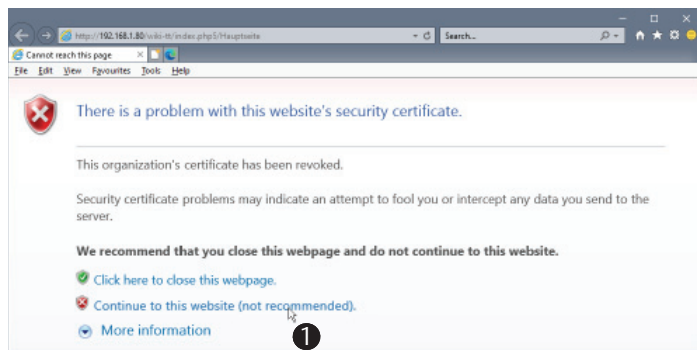 http://192.168.1.80/wiki-tt/index.php5/Hauptseite
Search...
Cannot reach this page
File Edit View Favourites Tools Help
There is a problem with this website's security certificate.
This organization's certificate has been revoked.
Security certificate problems may indicate an attempt to fool you or intercept any data you send to the
server.
We recommend that you close this webpage and do not continue to this website.
Click here to close this webpage.
Continue to this website (not recommended).
More information
1